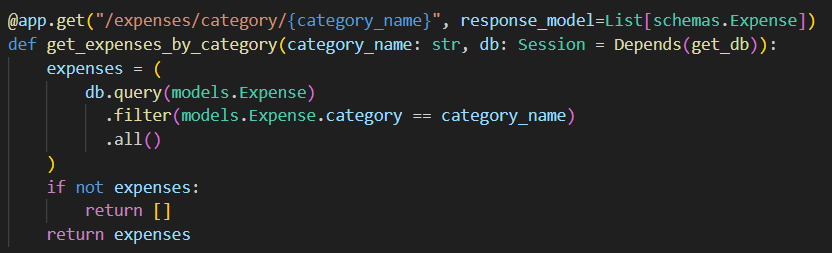 @app.get("/expenses/category/{category_name}", response_model=List[schemas.Expense])
def get_expenses_by_category(category_name: str, db: Session = Depends(get_db)):
    expenses = (
        db.query(models.Expense)
          .filter(models.Expense.category == category_name)
          .all()
    )
    if not expenses:
        return []
    return expenses